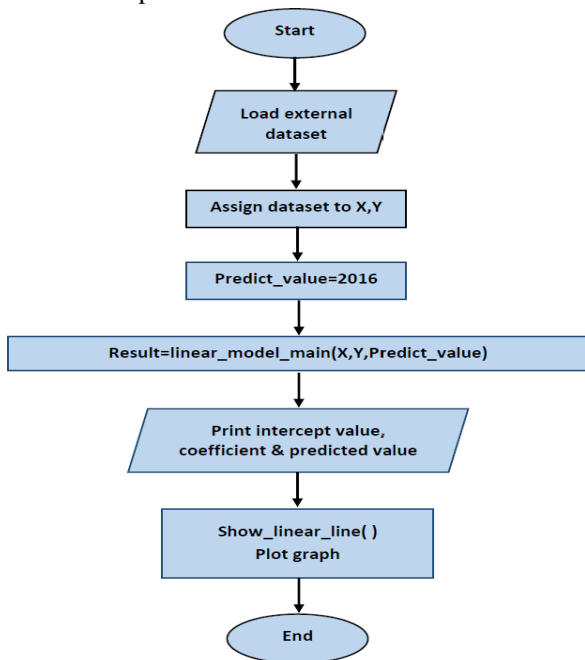 Start
Load external
dataset
Assign dataset to X,Y
Predict_value=2016
Result=linear_model_main(X,Y,Predict_value)
Print intercept value,
coefficient & predicted value
Show_linear_line( )
Plot graph
End